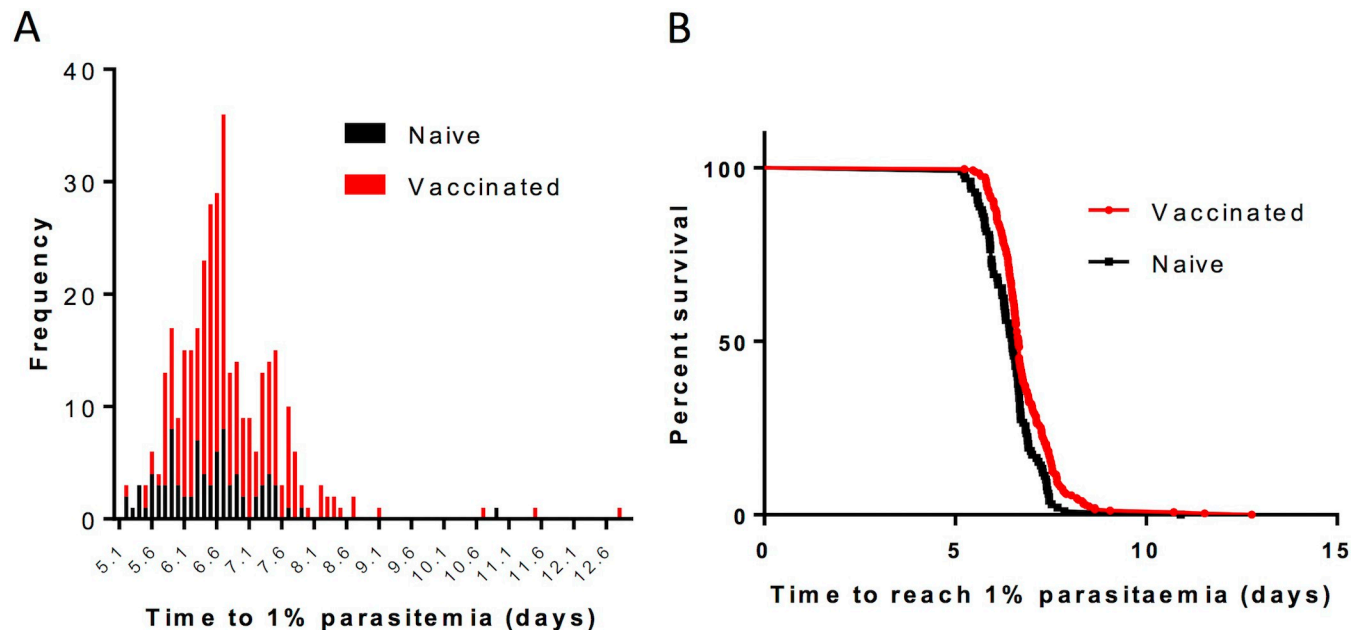 A
40
30
20
10
0
Frequency
Naive
Vaccinated
5.1
5.6
6.1
6.6
7.1
7.6
8.1
8.6
9.1
9.6
10.1
10.6
11.1
11.6
12.1
12.6
Time to 1% parasitemia (days)
B
100
50
0
Percent survival
Vaccinated
Naive
0
5
10
15
Time to reach 1% parasitaemia (days)